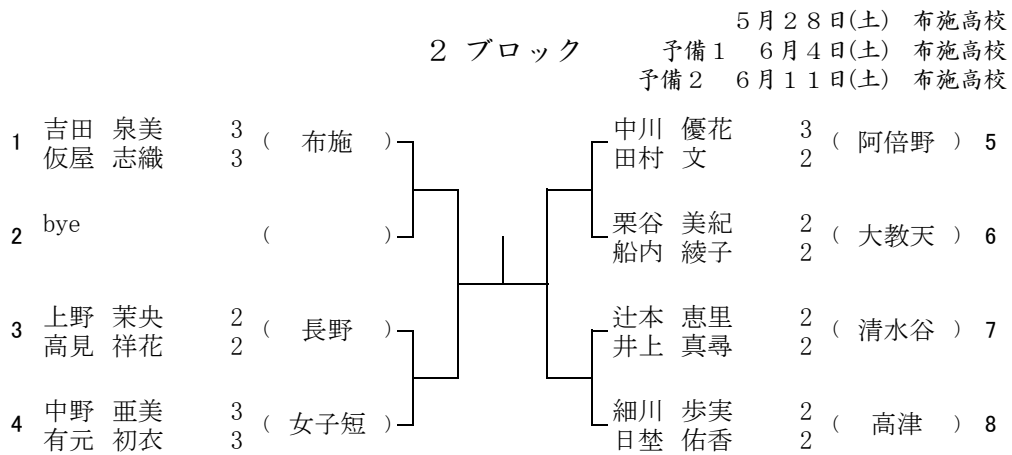 ５月２８日(土)　布施高校
２ ブロック　予備１　６月４日(土)　布施高校
予備２　６月１１日(土)　布施高校
1 吉田　泉美　3 （　布施　）
仮屋　志織　3
2 bye （　　）
3 上野　茉央　2 （　長野　）
高見　祥花　2
4 中野　亜美　3 （　女子短　）
有元　初衣　3
中川　優花　3 （　阿倍野　） 5
田村　文　2
栗谷　美紀　2 （　大教天　） 6
船内　綾子　2
辻本　恵里　2 （　清水谷　） 7
井上　真尋　2
細川　歩実　2 （　高津　） 8
日埜　佑香　2